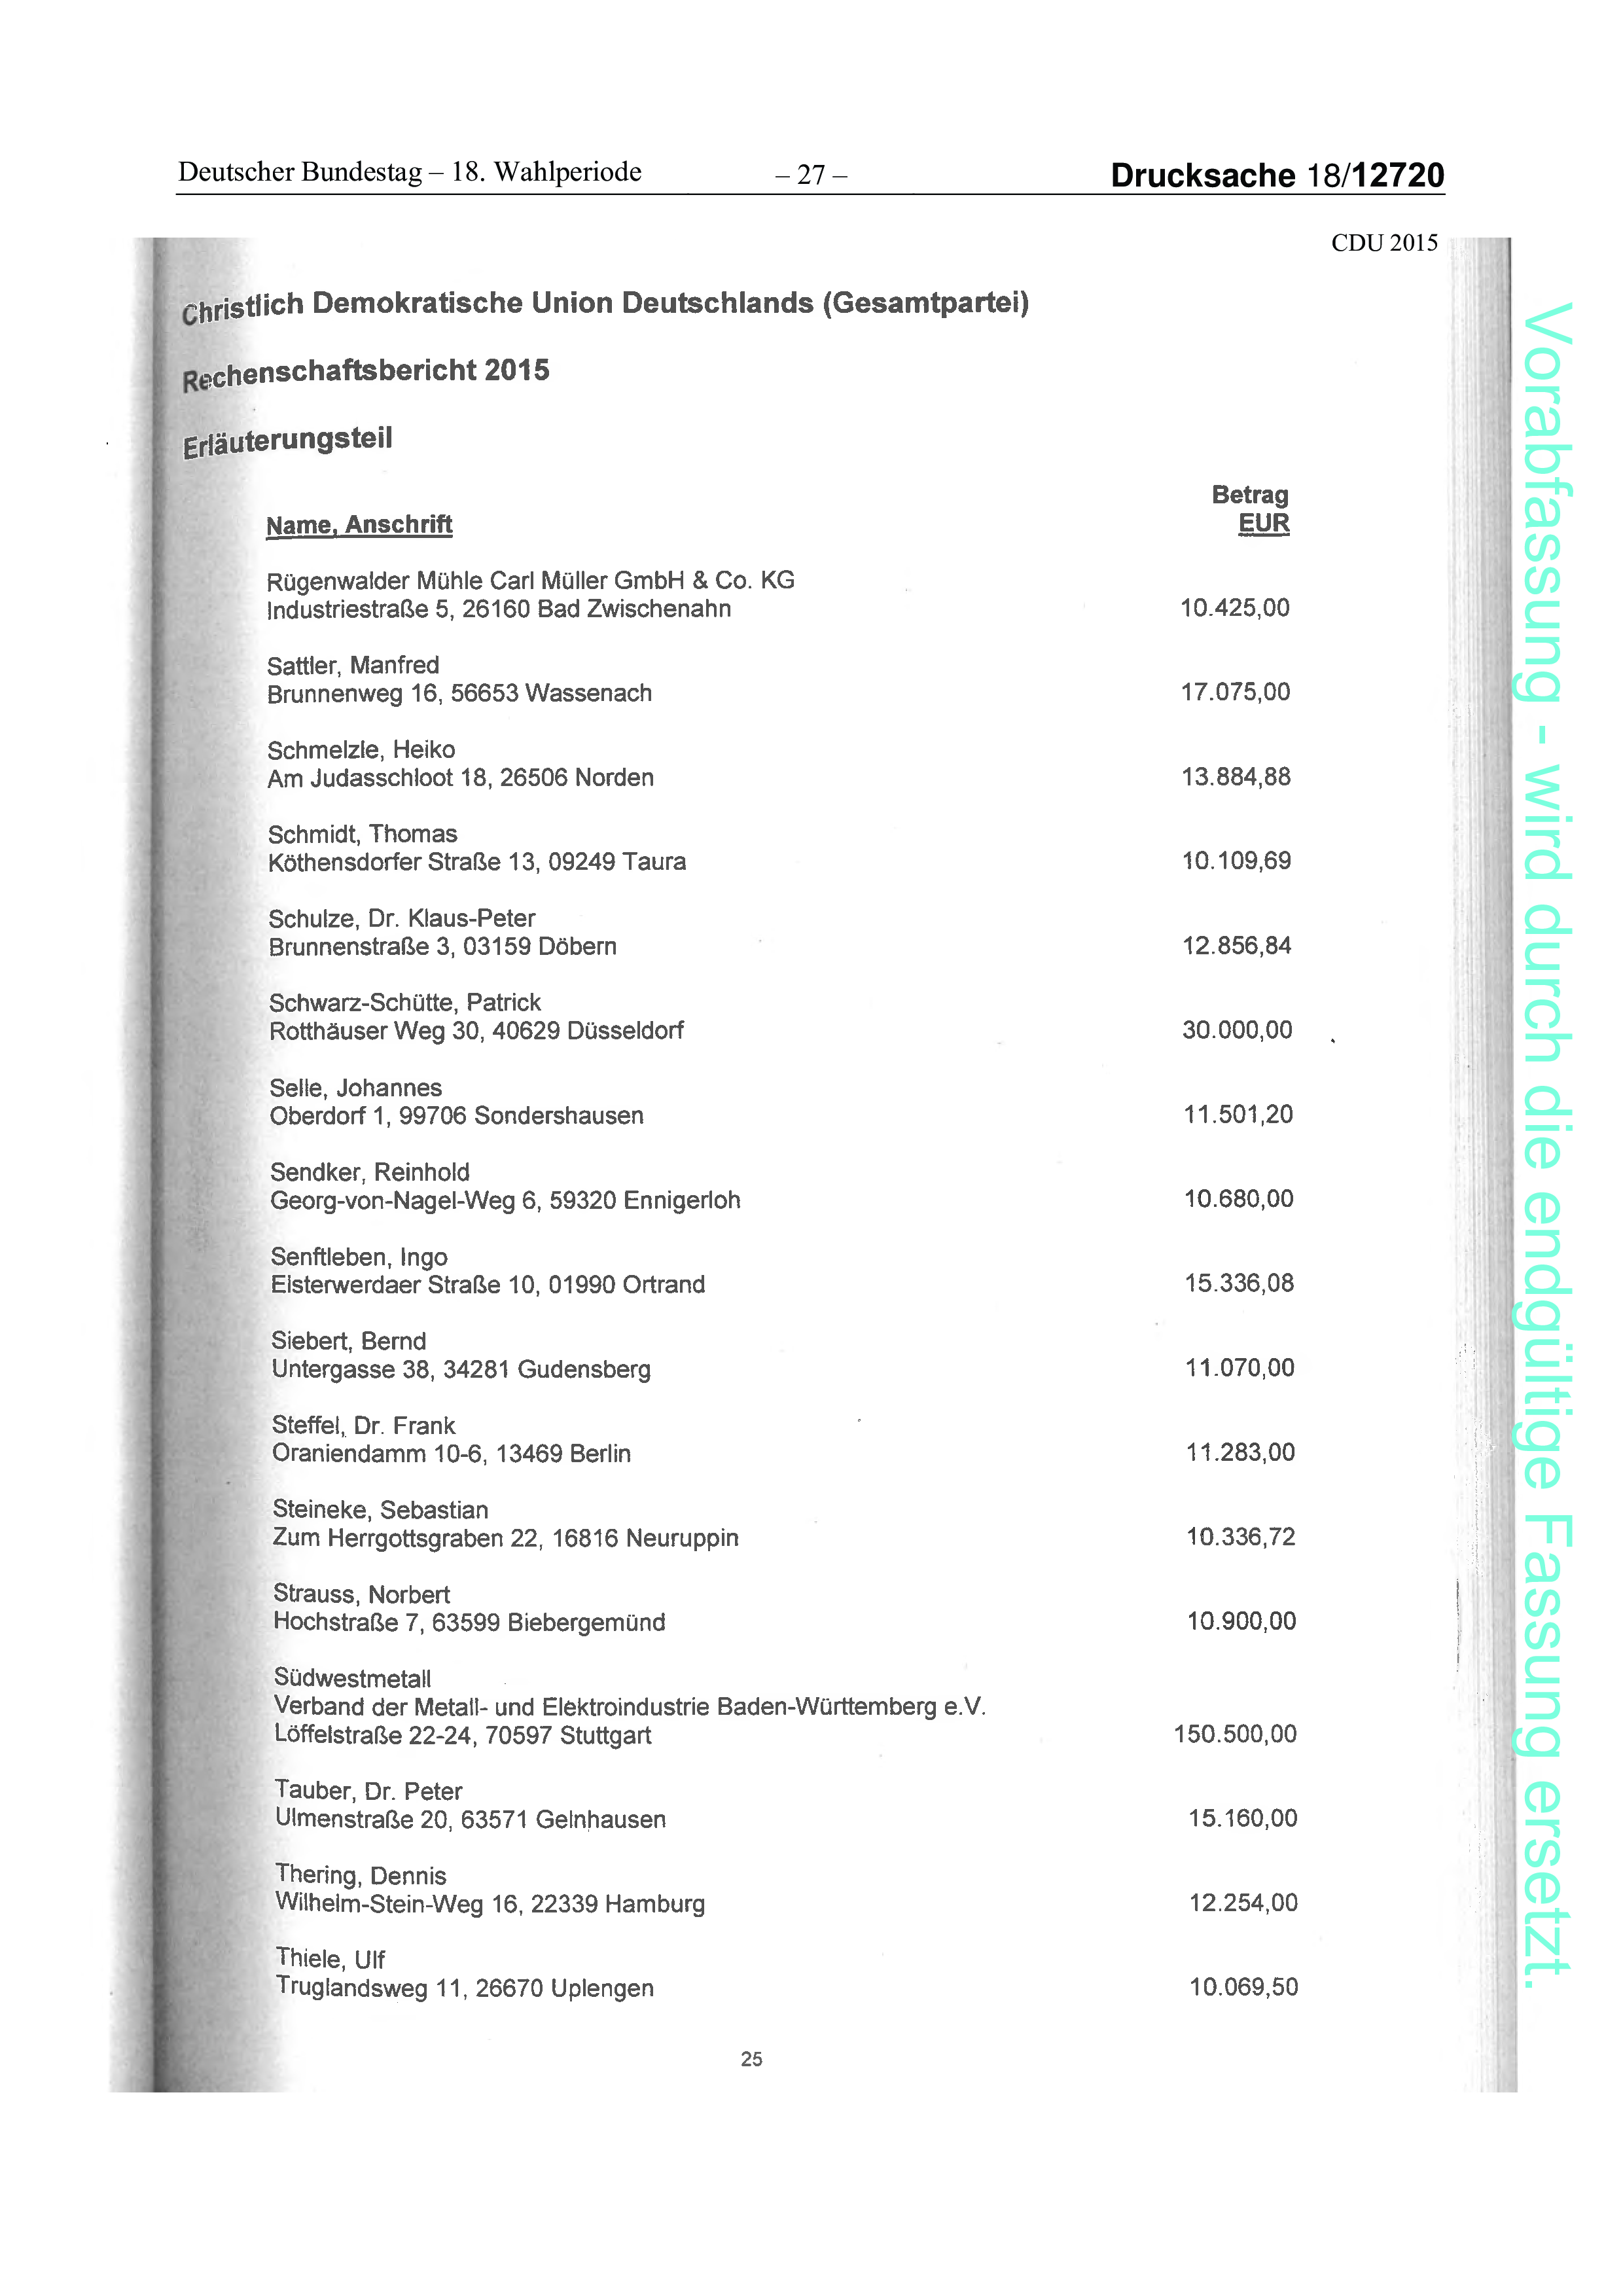 Deutscher Bundestag – 18. Wahlperiode – 27 – Drucksache 18/12720
CDU 2015
Christlich Demokratische Union Deutschlands (Gesamtpartei)
Rechenschaftsbericht 2015
Erläuterungsteil
Betrag
Name, Anschrift EUR
Rügenwalder Mühle Carl Müller GmbH & Co. KG
Industriestraße 5, 26160 Bad Zwischenahn 10.425,00
Sattler, Manfred
Brunnenweg 16, 56653 Wassenach 17.075,00
Schmelzle, Heiko
Am Judasschloot 18, 26506 Norden 13.884,88
Schmidt, Thomas
Köthensdorfer Straße 13, 09249 Taura 10.109,69
Schulze, Dr. Klaus-Peter
Brunnenstraße 3, 03159 Döbern 12.856,84
Schwarz-Schütte, Patrick
Rotthäuser Weg 30, 40629 Düsseldorf 30.000,00
Selle, Johannes
Oberdorf 1, 99706 Sondershausen 11.501,20
Sendker, Reinhold
Georg-von-Nagel-Weg 6, 59320 Ennigerloh 10.680,00
Senftleben, Ingo
Elsterwerdaer Straße 10, 01990 Ortrand 15.336,08
Siebert, Bernd
Untergasse 38, 34281 Gudensberg 11.070,00
Steffel, Dr. Frank
Oraniendamm 10-6, 13469 Berlin 11.283,00
Steineke, Sebastian
Zum Herrgottsgraben 22, 16816 Neuruppin 10.336,72
Strauss, Norbert
Hochstraße 7, 63599 Biebergemünd 10.900,00
Südwestmetall
Verband der Metall- und Elektroindustrie Baden-Württemberg e.V.
Löffelstraße 22-24, 70597 Stuttgart 150.500,00
Tauber, Dr. Peter
Ulmenstraße 20, 63571 Gelnhausen 15.160,00
Thering, Dennis
Wilhelm-Stein-Weg 16, 22339 Hamburg 12.254,00
Thiele, Ulf
Truglandsweg 11, 26670 Uplengen 10.069,50
25
Vorabfassung - wird durch die endgültige Fassung ersetzt.